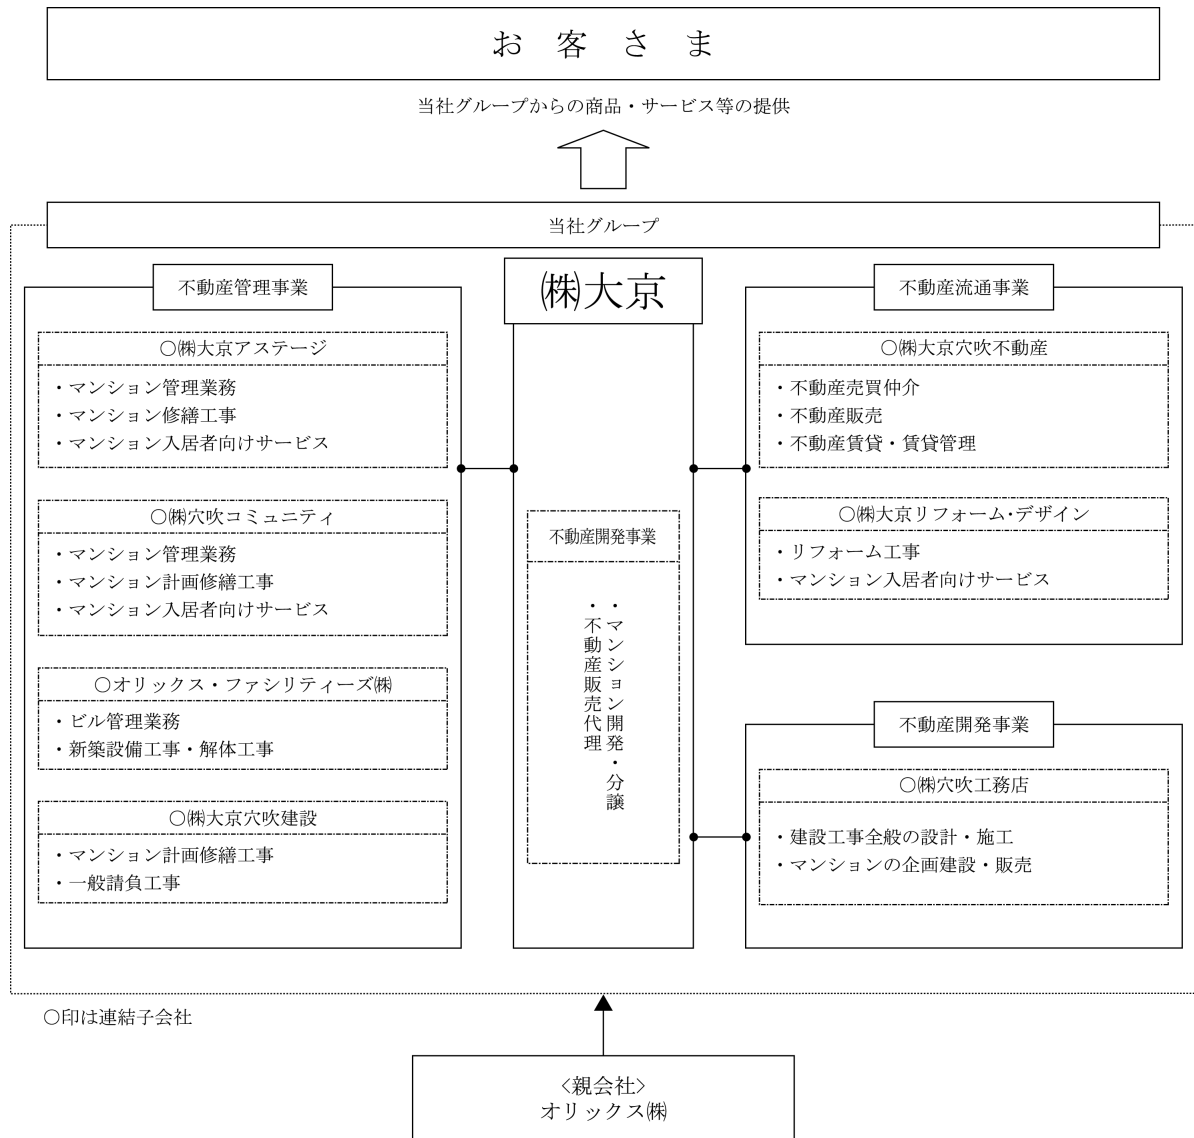 お 客 さ ま
当社グループからの商品・サービス等の提供
当社グループ
不動産管理事業
○㈱大京アステージ
・マンション管理業務
・マンション修繕工事
・マンション入居者向けサービス
○㈱穴吹コミュニティ
・マンション管理業務
・マンション計画修繕工事
・マンション入居者向けサービス
○オリックス・ファシリティーズ㈱
・ビル管理業務
・新築設備工事・解体工事
○㈱大京穴吹建設
・マンション計画修繕工事
・一般請負工事
㈱大京
不動産開発事業
・マンション開発・分譲
・不動産販売代理
不動産流通事業
○㈱大京穴吹不動産
・不動産売買仲介
・不動産販売
・不動産賃貸・賃貸管理
○㈱大京リフォーム・デザイン
・リフォーム工事
・マンション入居者向けサービス
不動産開発事業
○㈱穴吹工務店
・建設工事全般の設計・施工
・マンションの企画建設・販売
○印は連結子会社
<親会社>
オリックス㈱